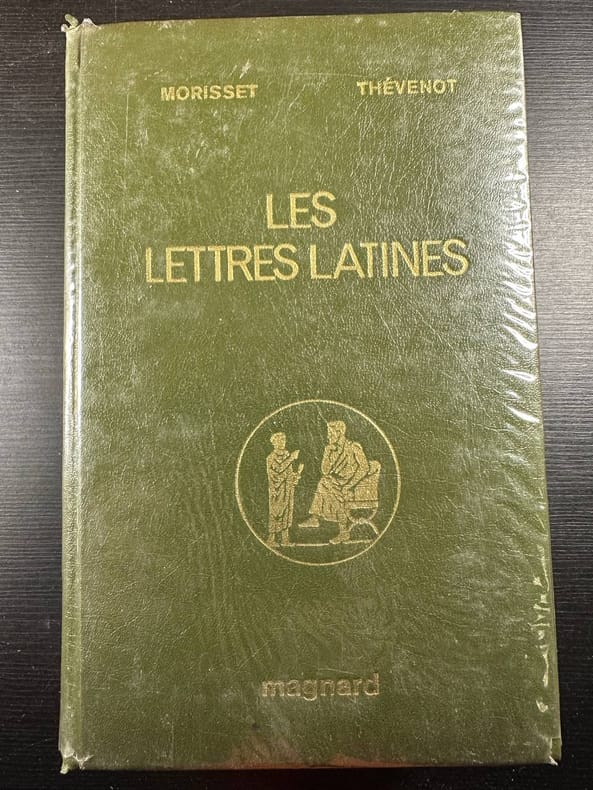 MORISSET THÉVENOT
LES
LETTRES LATINES
magnard